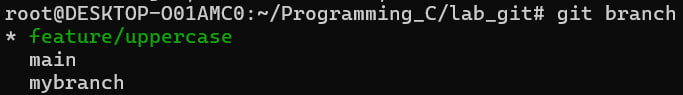 root@DESKTOP-O01AMC0:~/Programming_C/lab_git# git branch
* feature/uppercase
main
mybranch